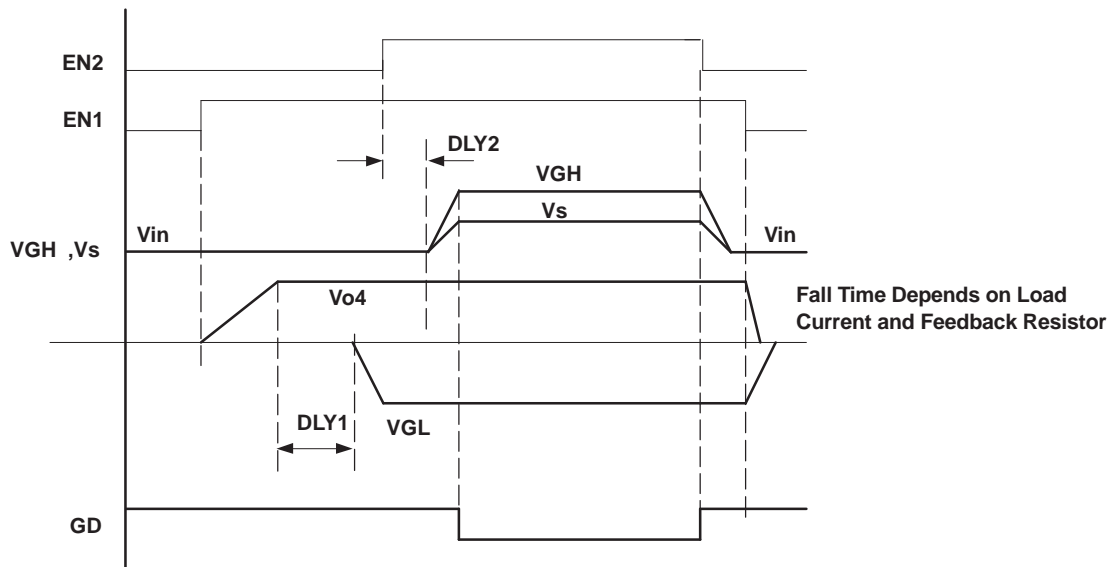 EN2
EN1
DLY2
VGH
Vs
Vin
Vin
VGH ,Vs
Vo4
Fall Time Depends on Load
Current and Feedback Resistor
DLY1
VGL
GD